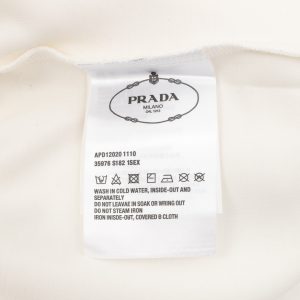 PRADA
MILANO
DAL 1913
APD12020 1110
35976 S182 1SEX
WASH IN COLD WATER, INSIDE-OUT AND
SEPARATELY
DO NOT LEAVE IN SOAK OR WRING OUT
DO NOT STEAM IRON
IRON INSIDE-OUT, COVERED B CLOTH